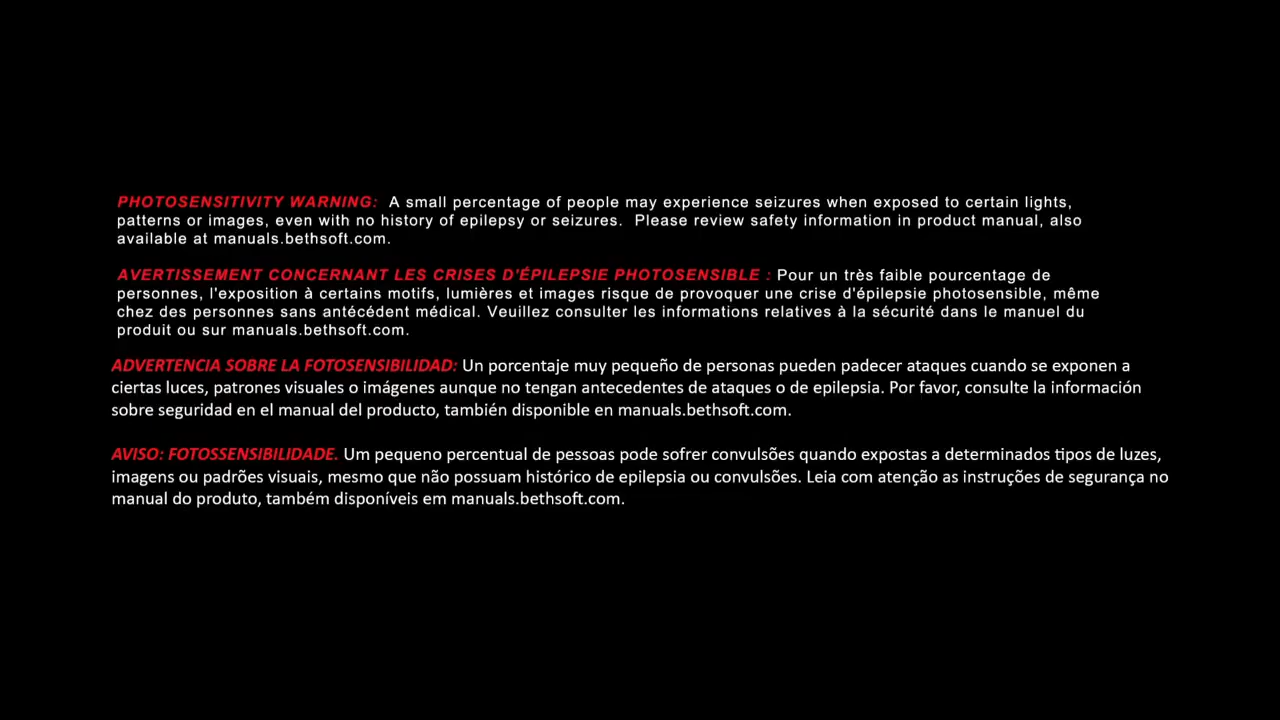 PHOTOSENSITIVITY WARNING: A small percentage of people may experience seizures when exposed to certain lights,
patterns or images, even with no history of epilepsy or seizures. Please review safety information in product manual, also
available at manuals.bethsoft.com.
AVERTISSEMENT CONCERNANT LES CRISES D'ÉPILEPSIE PHOTOSENSIBLE : Pour un très faible pourcentage de
personnes, l'exposition à certains motifs, lumières et images risque de provoquer une crise d'épilepsie photosensible, même
chez des personnes sans antécédent médical. Veuillez consulter les informations relatives à la sécurité dans le manuel du
produit ou sur manuals.bethsoft.com.
ADVERTENCIA SOBRE LA FOTOSENSIBILIDAD: Un porcentaje muy pequeño de personas pueden padecer ataques cuando se exponen a
ciertas luces, patrones visuales o imágenes aunque no tengan antecedentes de ataques o de epilepsia. Por favor, consulte la información
sobre seguridad en el manual del producto, también disponible en manuals.bethsoft.com.
AVISO: FOTOSSENSIBILIDADE. Um pequeno percentual de pessoas pode sofrer convulsões quando expostas a determinados tipos de luzes,
imagens ou padrões visuais, mesmo que não possuam histórico de epilepsia ou convulsões. Leia com atenção as instruções de segurança no
manual do produto, também disponíveis em manuals.bethsoft.com.